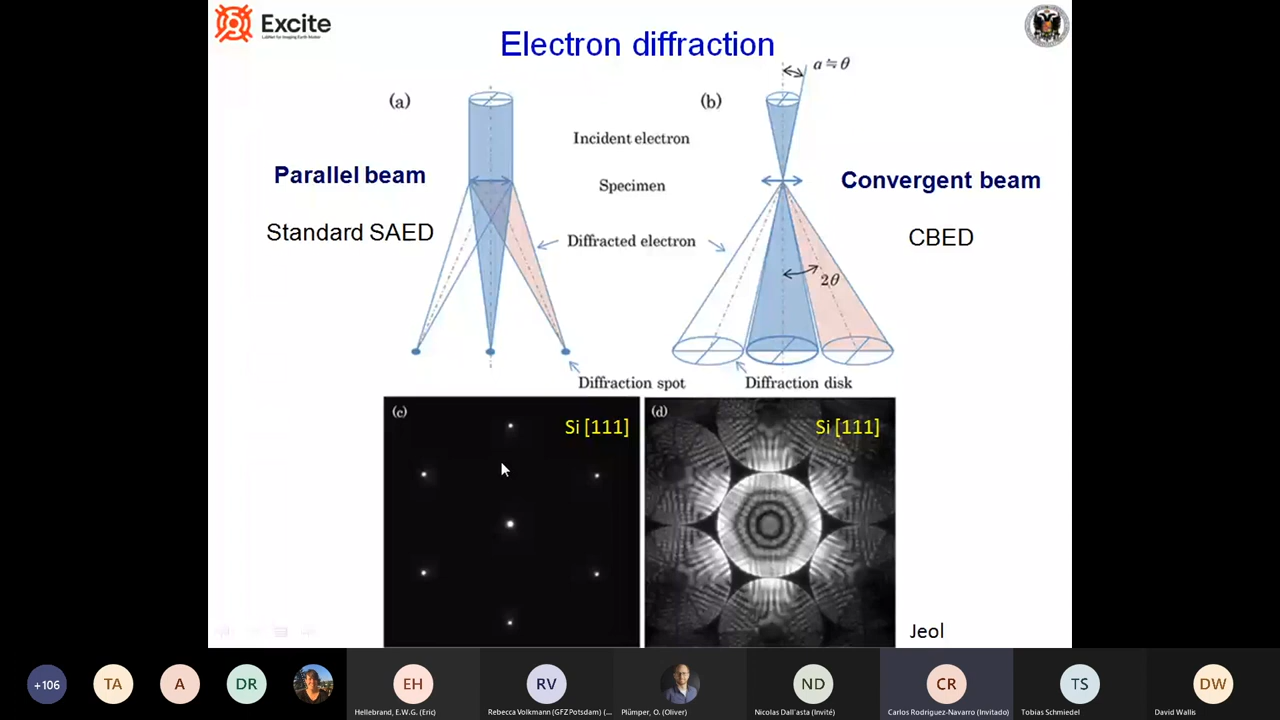 Excite
Electron diffraction
(a)
(b)
a≒θ
Incident electron
Parallel beam
Specimen
Convergent beam
Standard SAED
Diffracted electron
CBED
2θ
Diffraction spot
Diffraction disk
(c)
Si [111]
(d)
Si [111]
Jeol
+106
TA
A
DR
EH
RV
ND
CR
TS
DW
Hellebrand, E.W.G. (Eric)
Rebecca Volkmann (GFZ Potsdam) (...
Plümper, O. (Oliver)
Nicolas Dall'asta (Invité)
Carlos Rodriguez-Navarro (Invitado)
Tobias Schmiedel
David Wallis